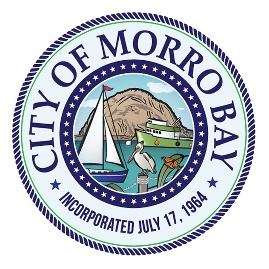 CITY OF MORRO BAY
INCORPORATED JULY 17, 1964